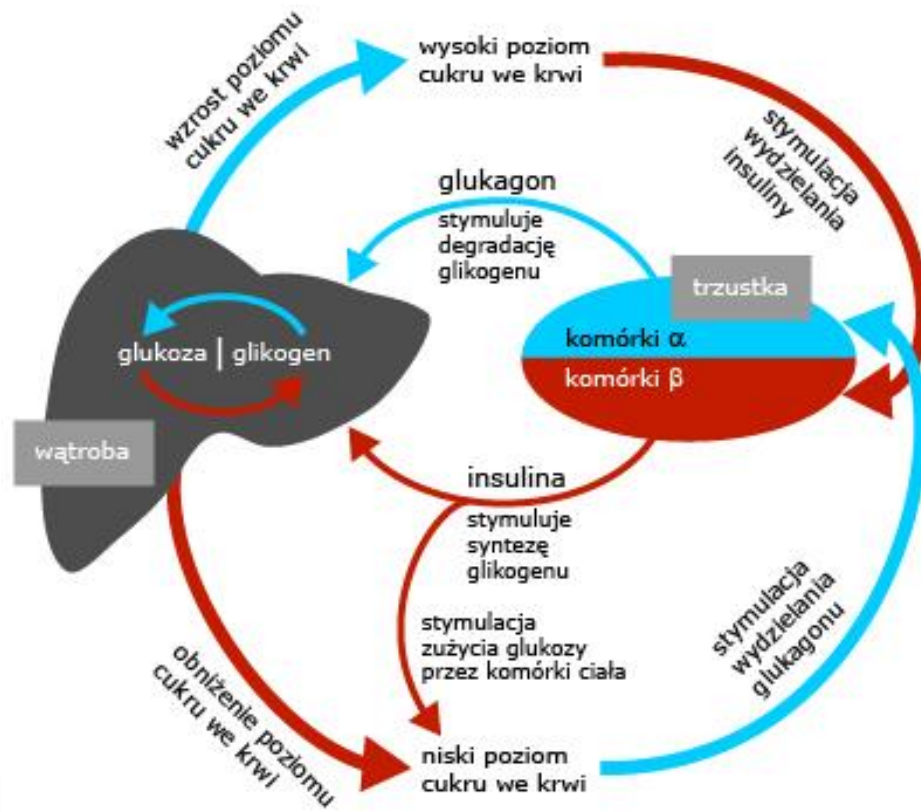 wysoki poziom
cukru we krwi
wzrost poziomu
cukru we krwi
stymulacja
wydzielania
insuliny
glukagon
stymuluje
degradację
glikogenu
trzustka
komórki α
komórki β
glukoza | glikogen
wątroba
insulina
stymuluje
syntezę
glikogenu
stymulacja
zużycia glukozy
przez komórki ciała
stymulacja
wydzielania
glukagonu
obniżenie poziomu
cukru we krwi
niski poziom
cukru we krwi